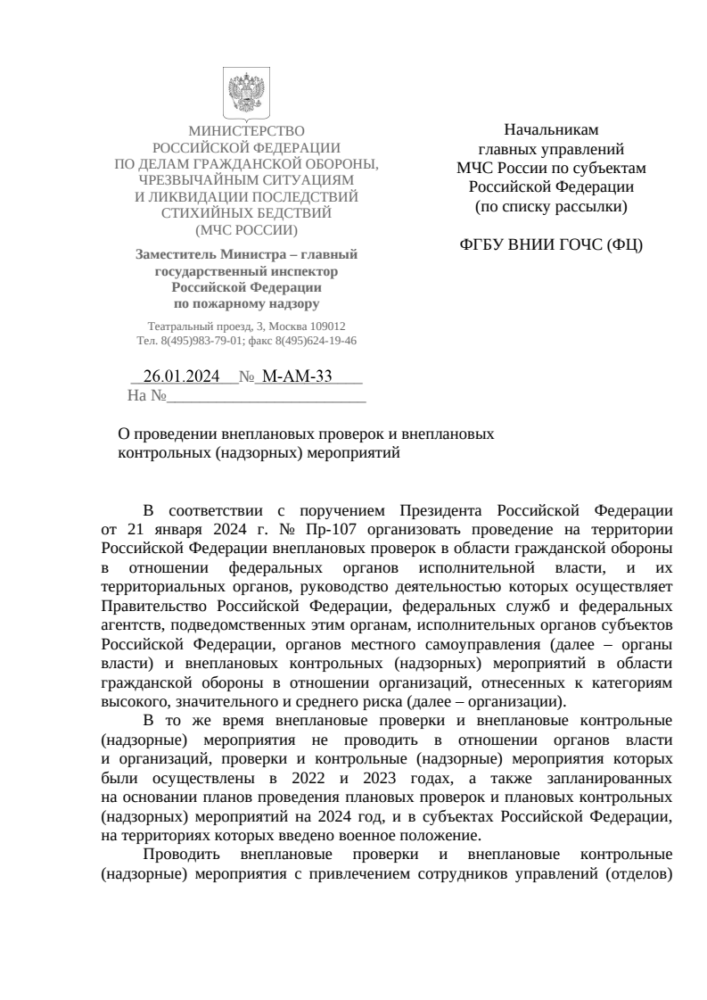 МИНИСТЕРСТВО
РОССИЙСКОЙ ФЕДЕРАЦИИ
ПО ДЕЛАМ ГРАЖДАНСКОЙ ОБОРОНЫ,
ЧРЕЗВЫЧАЙНЫМ СИТУАЦИЯМ
И ЛИКВИДАЦИИ ПОСЛЕДСТВИЙ
СТИХИЙНЫХ БЕДСТВИЙ
(МЧС РОССИИ)
Заместитель Министра – главный
государственный инспектор
Российской Федерации
по пожарному надзору
Театральный проезд, 3, Москва 109012
Тел. 8(495)983-79-01; факс 8(495)624-19-46
26.01.2024 № М-АМ-33
На №
Начальникам
главных управлений
МЧС России по субъектам
Российской Федерации
(по списку рассылки)
ФГБУ ВНИИ ГОЧС (ФЦ)
О проведении внеплановых проверок и внеплановых
контрольных (надзорных) мероприятий
В соответствии с поручением Президента Российской Федерации
от 21 января 2024 г. № Пр-107 организовать проведение на территории
Российской Федерации внеплановых проверок в области гражданской обороны
в отношении федеральных органов исполнительной власти, и их
территориальных органов, руководство деятельностью которых осуществляет
Правительство Российской Федерации, федеральных служб и федеральных
агентств, подведомственных этим органам, исполнительных органов субъектов
Российской Федерации, органов местного самоуправления (далее – органы
власти) и внеплановых контрольных (надзорных) мероприятий в области
гражданской обороны в отношении организаций, отнесенных к категориям
высокого, значительного и среднего риска (далее – организации).
В то же время внеплановые проверки и внеплановые контрольные
(надзорные) мероприятия не проводить в отношении органов власти
и организаций, проверки и контрольные (надзорные) мероприятия которых
были осуществлены в 2022 и 2023 годах, а также запланированных
на основании планов проведения плановых проверок и плановых контрольных
(надзорных) мероприятий на 2024 год, и в субъектах Российской Федерации,
на территориях которых введено военное положение.
Проводить внеплановые проверки и внеплановые контрольные
(надзорные) мероприятия с привлечением сотрудников управлений (отделов)